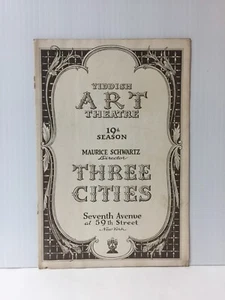 YIDDISH
ART
THEATRE
19th
SEASON
MAURICE SCHWARTZ
Director
THREE
CITIES
Seventh Avenue
at 59th Street
New York